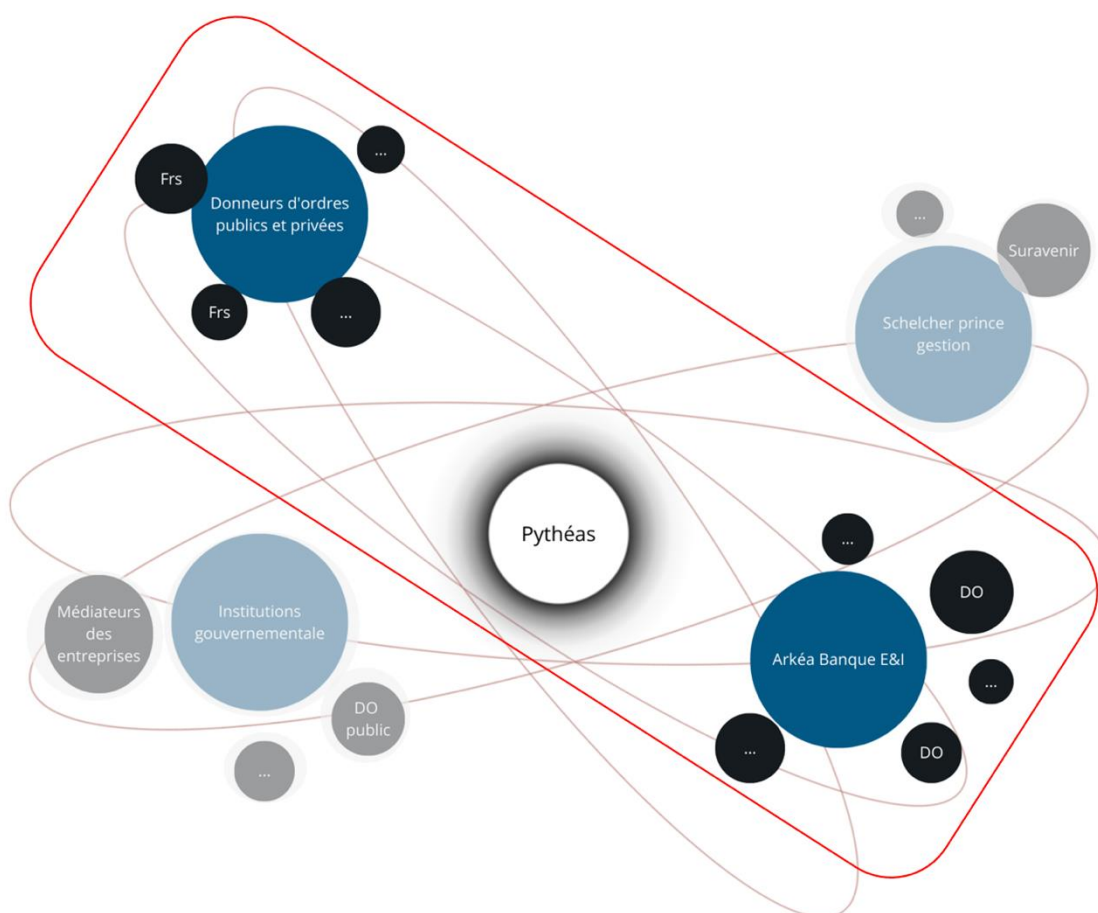 ...
Frs
Donneurs d'ordres
publics et privées
Frs
...
...
Suravenir
Schelcher prince
gestion
Pythéas
Médiateurs
des
entreprises
Institutions
gouvernementale
DO
public
...
...
DO
Arkéa Banque E&I
...
...
DO